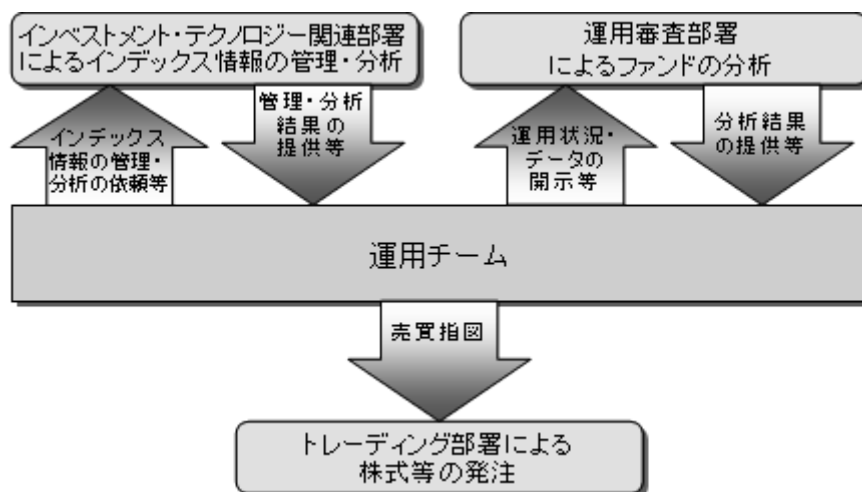 インベストメント・テクノロジー関連部署
によるインデックス情報の管理・分析
運用審査部署
によるファンドの分析
インデックス
情報の管理・
分析の依頼等
管理・分析
結果の
提供等
運用状況・
データの
開示等
分析結果
の提供等
運用チーム
売買指図
トレーディング部署による
株式等の発注